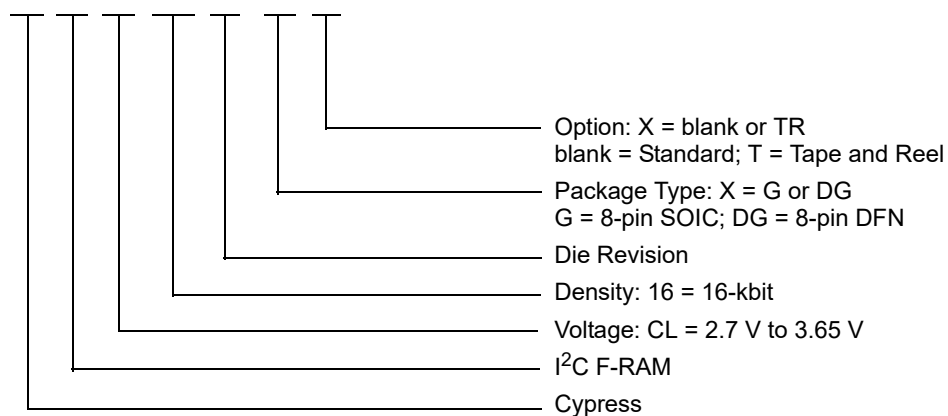 Option: X = blank or TR
blank = Standard; T = Tape and Reel
Package Type: X = G or DG
G = 8-pin SOIC; DG = 8-pin DFN
Die Revision
Density: 16 = 16-kbit
Voltage: CL = 2.7 V to 3.65 V
I²C F-RAM
Cypress